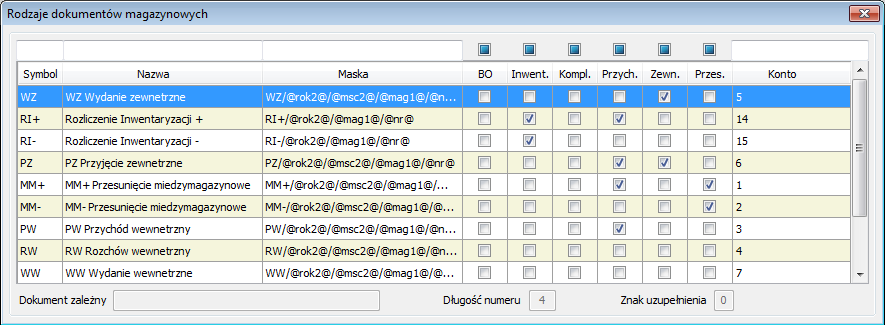 Rodzaje dokumentów magazynowych
Symbol Nazwa Maska BO Inwent. Kompl. Przych. Zewn. Przes. Konto
WZ WZ Wydanie zewnetrzne WZ/@rok2@/@msc2@/@mag1@/@n... 5
RI+ Rozliczenie Inwentaryzacji + RI+/@rok2@/@mag1@/@nr@ 14
RI- Rozliczenie Inwentaryzacji - RI-/@rok2@/@mag1@/@nr@ 15
PZ PZ Przyjęcie zewnetrzne PZ/@rok2@/@msc2@/@mag1@/@nr@ 6
MM+ MM+ Przesunięcie miedzymagazynowe MM+/@rok2@/@msc2@/@mag1@/... 1
MM- MM- Przesunięcie miedzymagazynowe MM-/@rok2@/@msc2@/@mag1@/@... 2
PW PW Przychód wewnetrzny PW/@rok2@/@msc2@/@mag1@/@n... 3
RW RW Rozchów wewnetrzny RW/@rok2@/@msc2@/@mag1@/@n... 4
WW WW Wydanie wewnetrzne WW/@rok2@/@msc2@/@mag1@/@... 7
Dokument zależny Długość numeru 4 Znak uzupełnienia 0